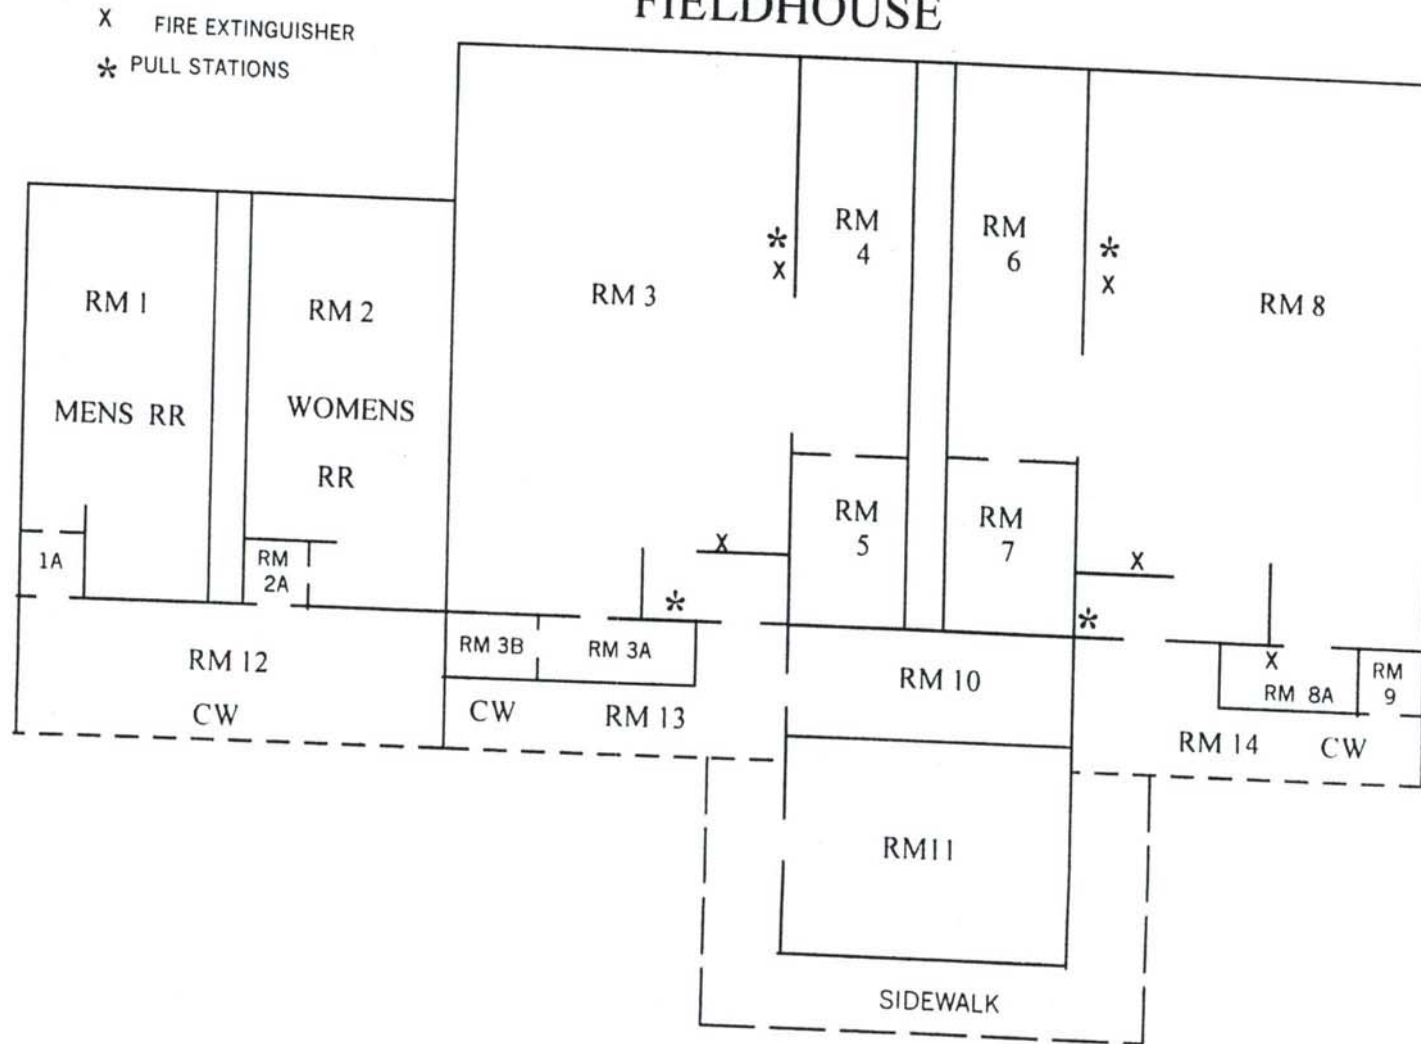 FIELDHOUSE
X FIRE EXTINGUISHER
* PULL STATIONS
RM 1
MENS RR
1A
RM 2
WOMENS
RR
RM
2A
RM 3
*
X
RM
4
RM
6
*
X
RM 8
RM
5
RM
7
X
*
X
*
RM 3B
RM 3A
RM 12
CW
CW
RM 13
RM 10
X
RM 8A
RM
9
RM 14
CW
RM11
SIDEWALK